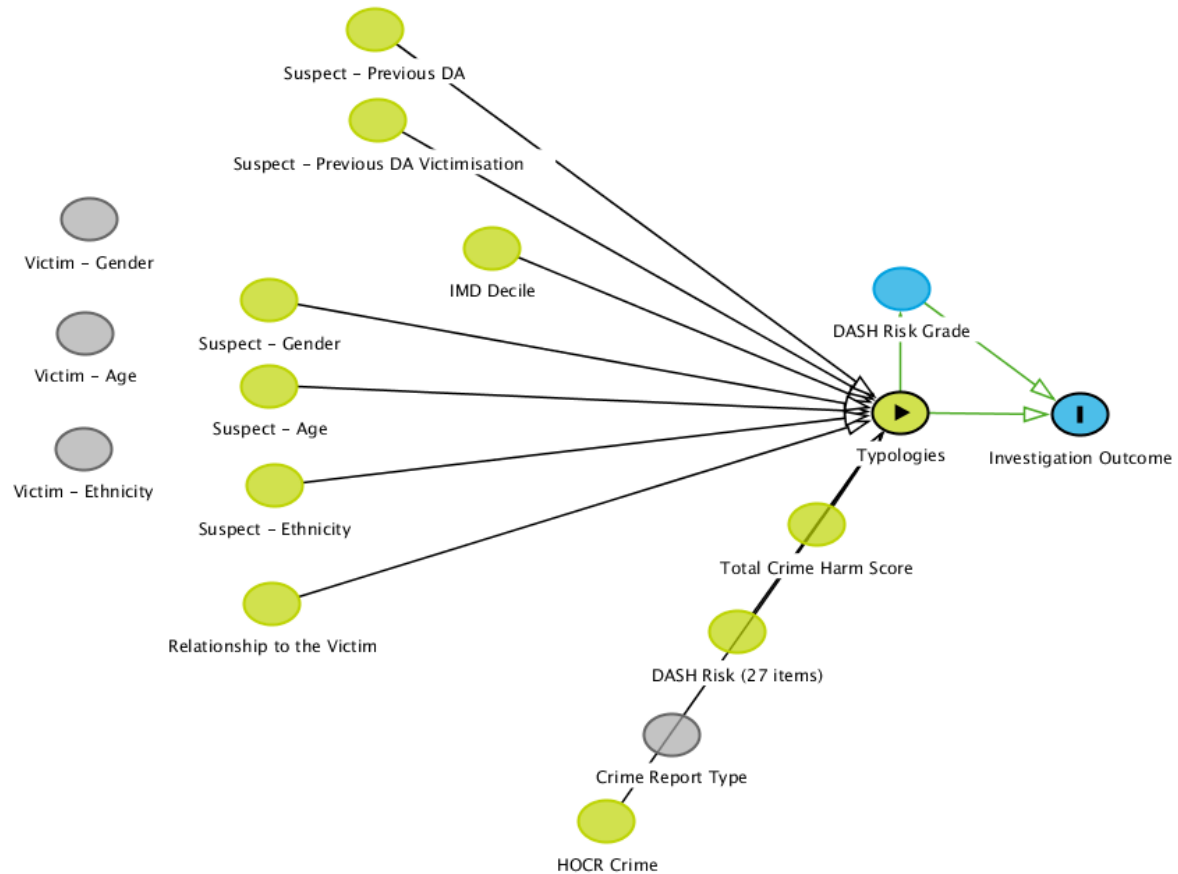 Suspect – Previous DA
Suspect – Previous DA Victimisation
Victim – Gender
IMD Decile
DASH Risk Grade
Suspect – Gender
Victim – Age
Suspect – Age
Typologies
Investigation Outcome
Victim – Ethnicity
Suspect – Ethnicity
Total Crime Harm Score
Relationship to the Victim
DASH Risk (27 items)
Crime Report Type
HOCR Crime